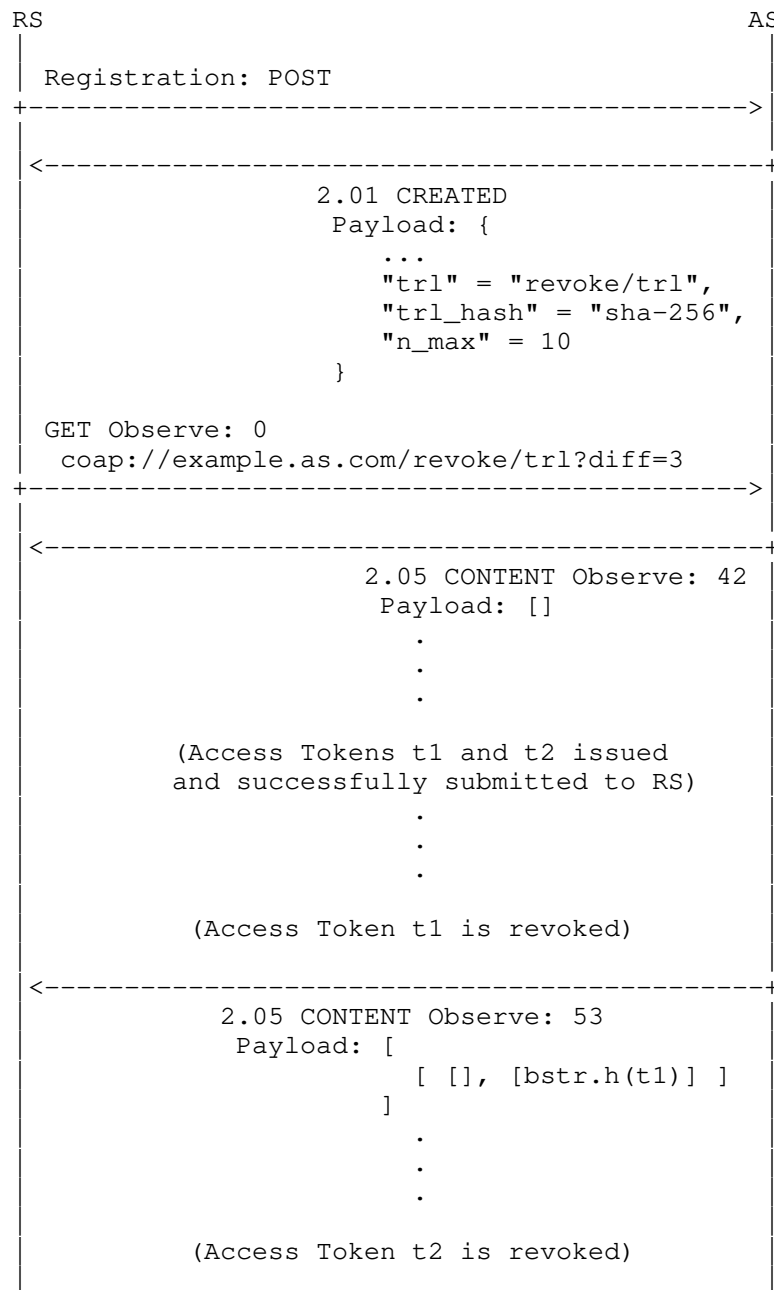 RS AS
Registration: POST
2.01 CREATED
Payload: {
...
"trl" = "revoke/trl",
"trl_hash" = "sha-256",
"n_max" = 10
}
GET Observe: 0
coap://example.as.com/revoke/trl?diff=3
2.05 CONTENT Observe: 42
Payload: []
.
.
.
(Access Tokens t1 and t2 issued
and successfully submitted to RS)
.
.
.
(Access Token t1 is revoked)
2.05 CONTENT Observe: 53
Payload: [
[ [], [bstr.h(t1)] ]
]
.
.
.
(Access Token t2 is revoked)